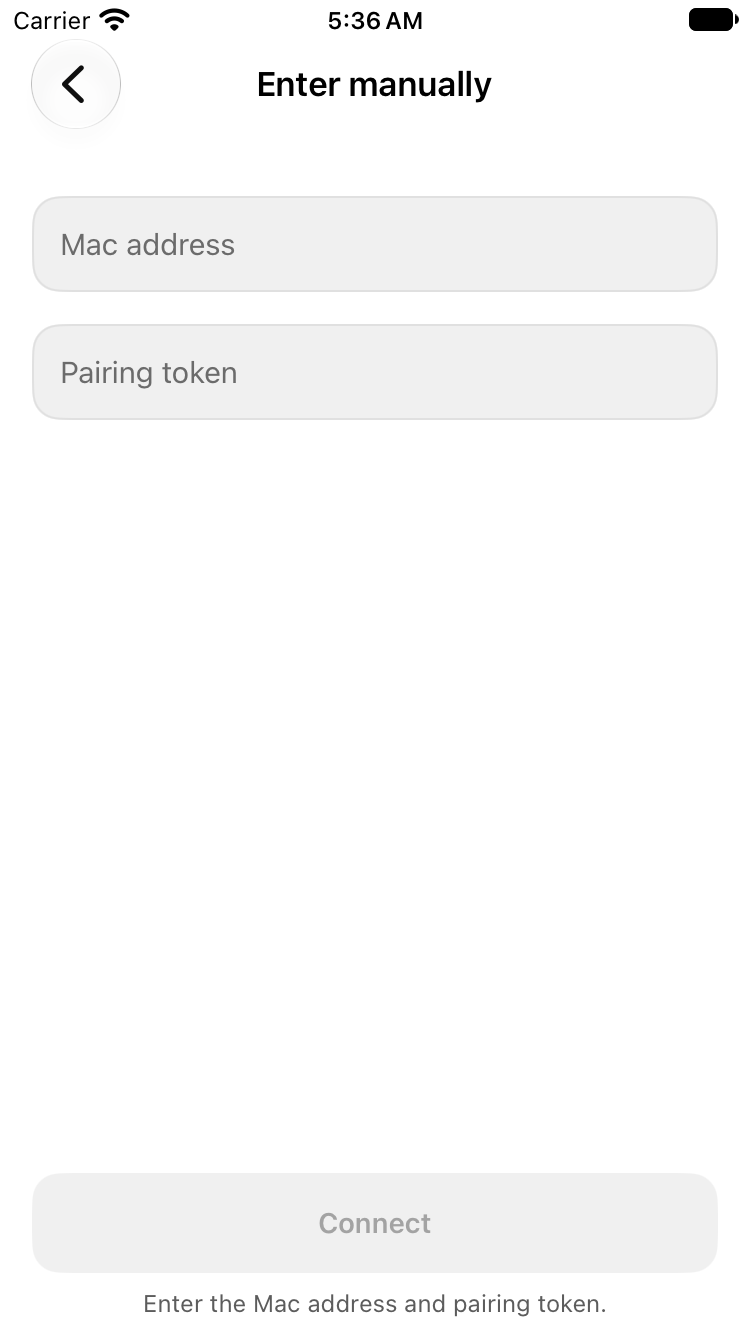 Carrier 5:36 AM
Enter manually
Mac address
Pairing token
Connect
Enter the Mac address and pairing token.